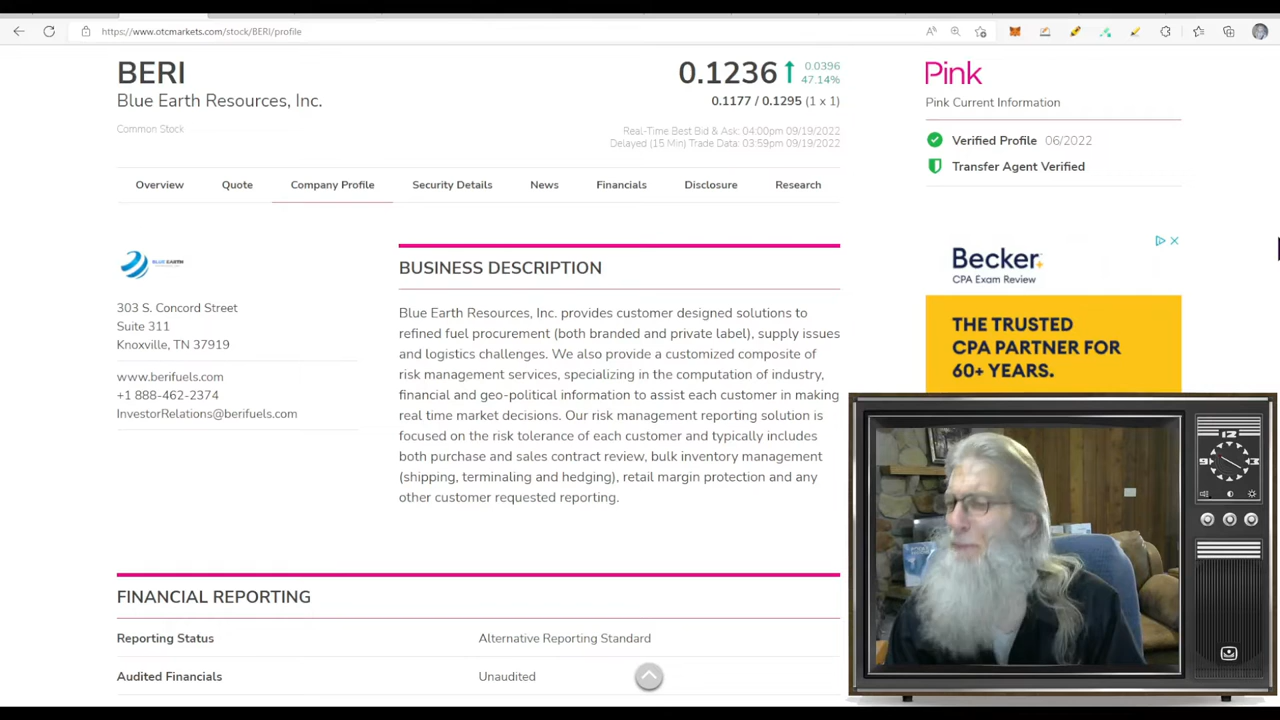 https://www.otcmarkets.com/stock/BERI/profile
BERI
Blue Earth Resources, Inc.
Common Stock
0.1236
0.0396
47.14%
0.1177 / 0.1295 (1 x 1)
Real-Time Best Bid & Ask: 04:00pm 09/19/2022
Delayed (15 Min) Trade Data: 03:59pm 09/19/2022
Pink
Pink Current Information
Verified Profile 06/2022
Transfer Agent Verified
Overview Quote Company Profile Security Details News Financials Disclosure Research
BLUE EARTH
303 S. Concord Street
Suite 311
Knoxville, TN 37919
www.berifuels.com
+1 888-462-2374
InvestorRelations@berifuels.com
BUSINESS DESCRIPTION
Blue Earth Resources, Inc. provides customer designed solutions to
refined fuel procurement (both branded and private label), supply issues
and logistics challenges. We also provide a customized composite of
risk management services, specializing in the computation of industry,
financial and geo-political information to assist each customer in making
real time market decisions. Our risk management reporting solution is
focused on the risk tolerance of each customer and typically includes
both purchase and sales contract review, bulk inventory management
(shipping, terminaling and hedging), retail margin protection and any
other customer requested reporting.
Becker
CPA Exam Review
THE TRUSTED
CPA PARTNER FOR
60+ YEARS.
12
9 3
FINANCIAL REPORTING
Reporting Status Alternative Reporting Standard
Audited Financials Unaudited